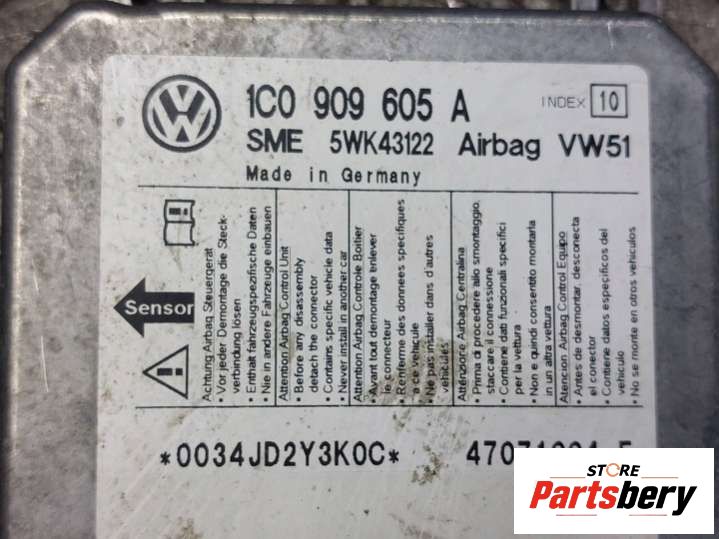 1C0 909 605 A
INDEX 10
SME 5WK43122 Airbag VW51
Made in Germany
Sensor
Achtung Airbag Steuergerät
• Vor jeder Demontage die Steck-
verbindung lösen
• Enthält fahrzeugspezifische Daten
• Nie in andere Fahrzeuge einbauen
Attention Airbag Control Unit
• Before any disassembly
detach the connector
• Contains specific vehicle data
• Never install in another car
Attention Airbag Controle Boitier
• Avant tout demontage enlever
le connecteur
• Renferme des donnees specifiques
a ce vehicule
• Ne pas installer dans d'autres
vehicules
Attenzione Airbag Centralina
• Prima di procedere allo smontaggio
staccare il connessione
• Contiene dati funzionali specifici
per la vettura
• Non e quindi consentito montarla
in un altra vettura
Atencion Airbag Control Equipo
• Antes de desmontar, desconecta
el conector
• Contiene datos especificos del
vehiculo
• No se monte en otros vehiculos
*0034JD2Y3K0C*
STORE
Partsbery